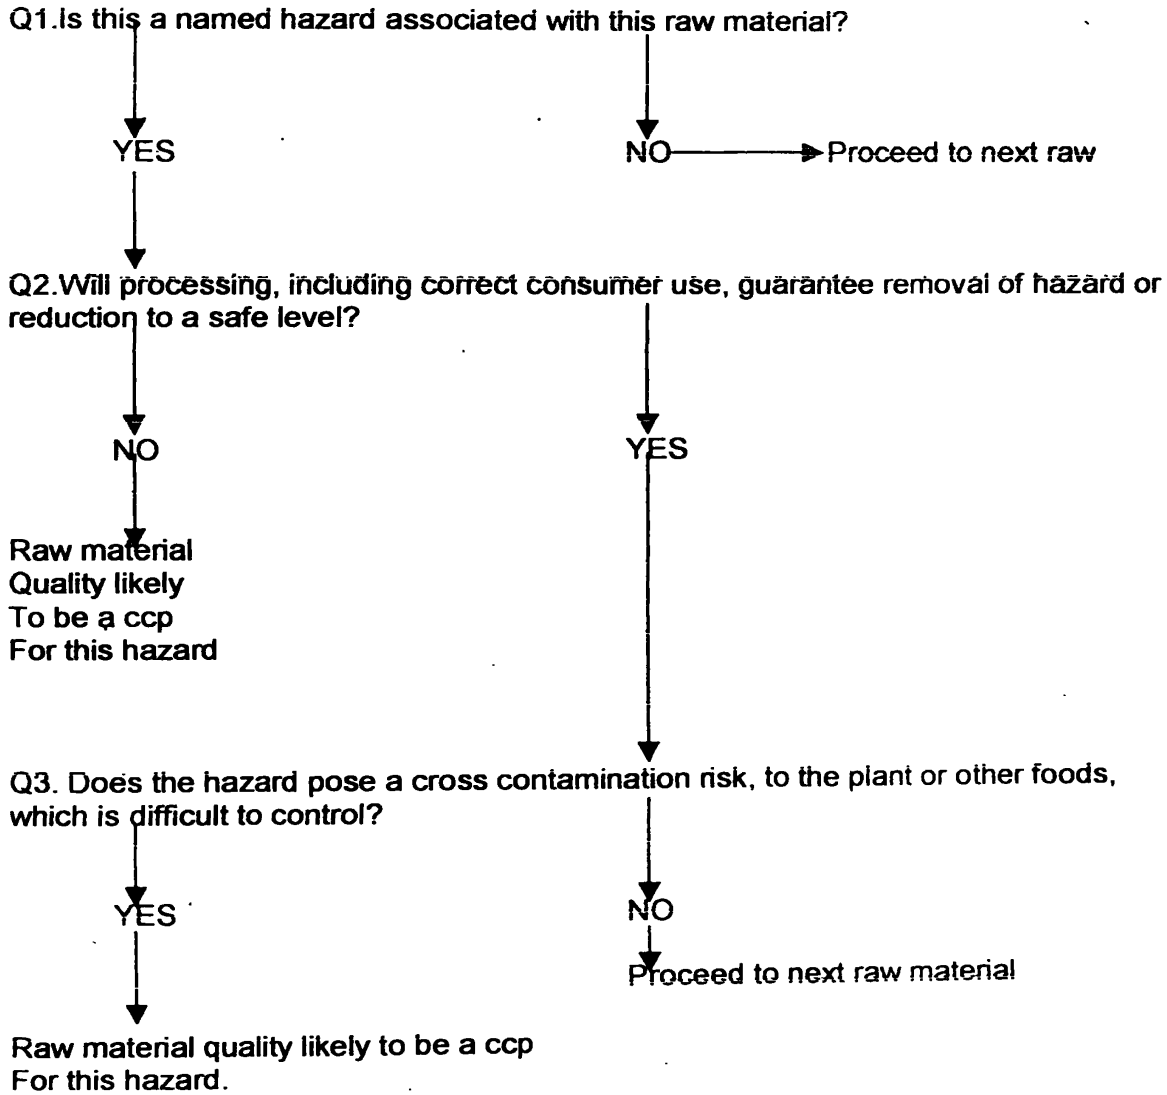 Q1.Is this a named hazard associated with this raw material?
YES
NO
Proceed to next raw
Q2.Will processing, including correct consumer use, guarantee removal of hazard or
reduction to a safe level?
NO
YES
Raw material
Quality likely
To be a ccp
For this hazard
Q3. Does the hazard pose a cross contamination risk, to the plant or other foods,
which is difficult to control?
YES
NO
Proceed to next raw material
Raw material quality likely to be a ccp
For this hazard.